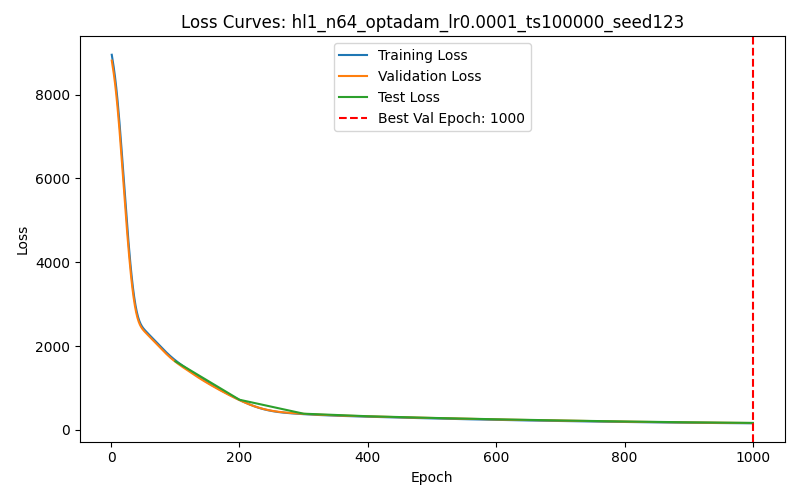 Loss Curves: hl1_n64_optadam_lr0.0001_ts100000_seed123
Training Loss
Validation Loss
Test Loss
Best Val Epoch: 1000
Loss
8000
6000
4000
2000
0
0 200 400 600 800 1000
Epoch